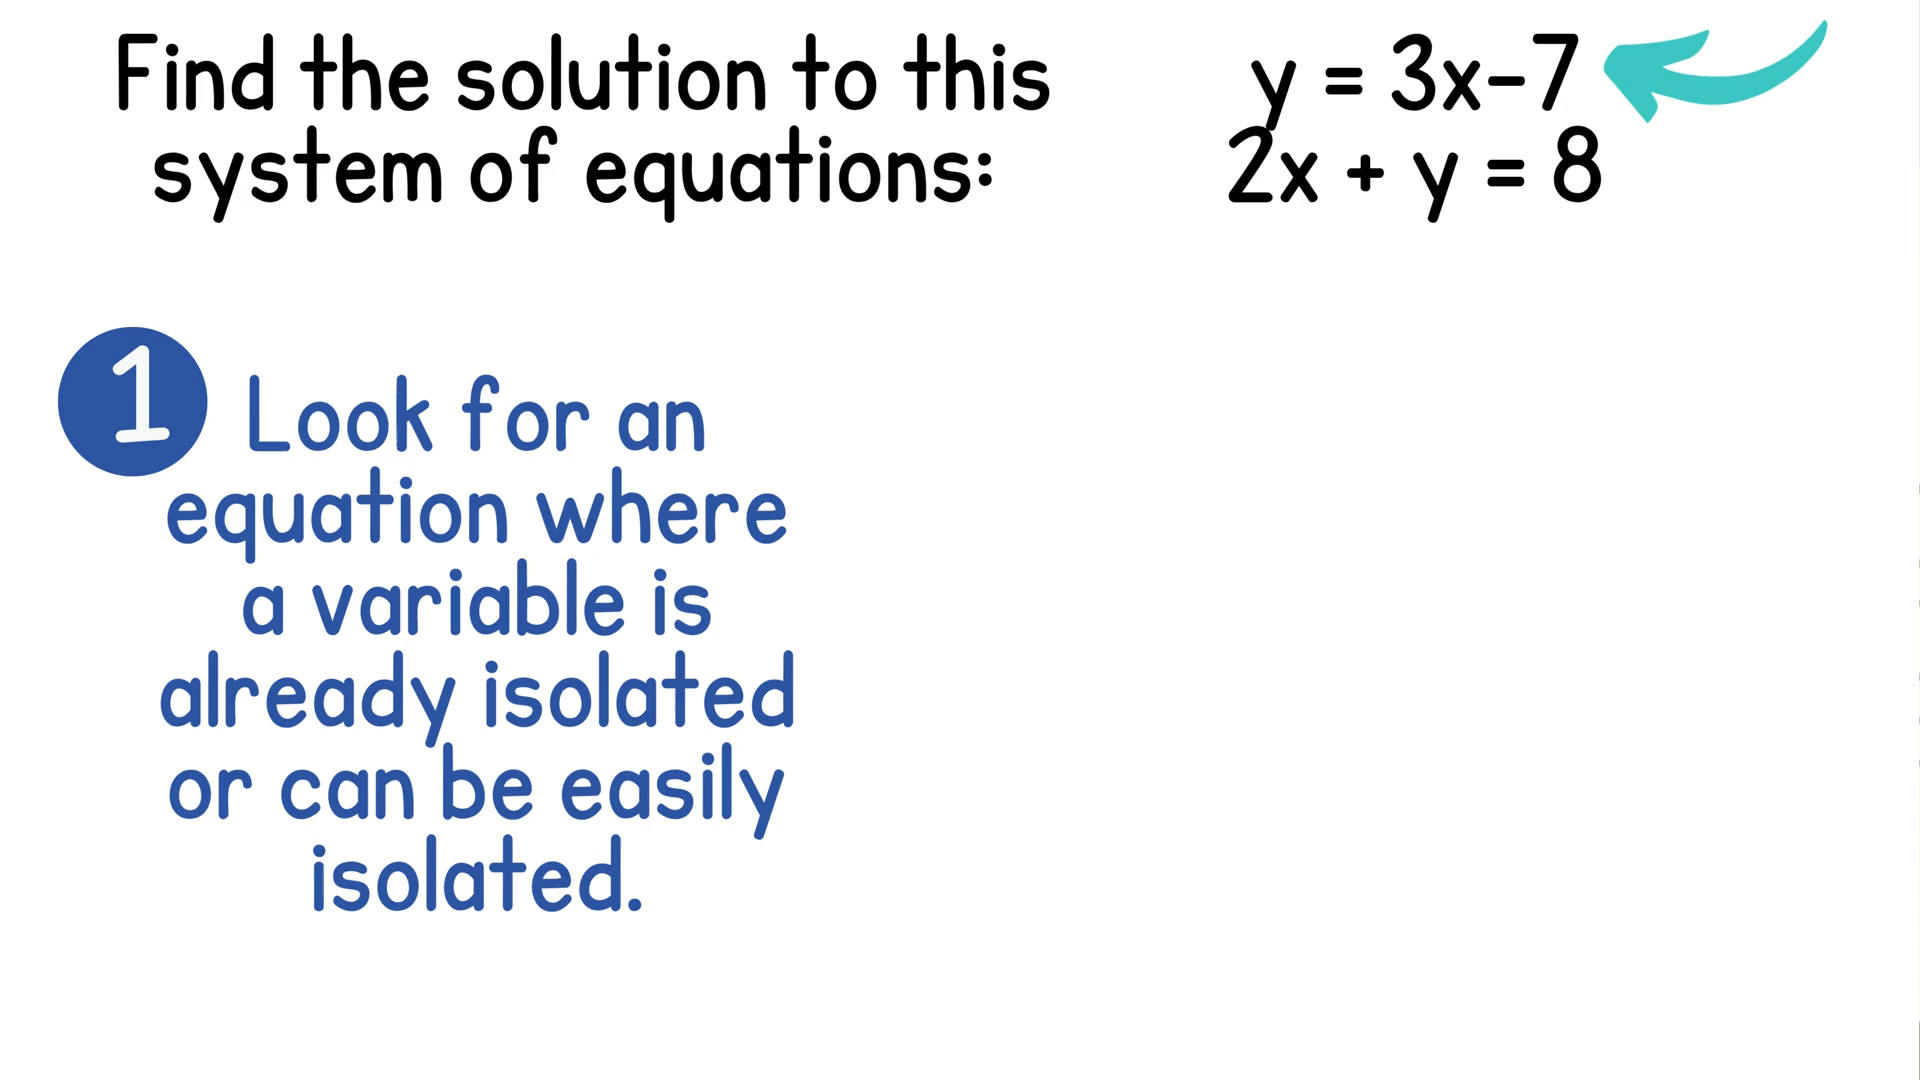 Find the solution to this
system of equations:
y = 3x-7
2x + y = 8
1
Look for an
equation where
a variable is
already isolated
or can be easily
isolated.